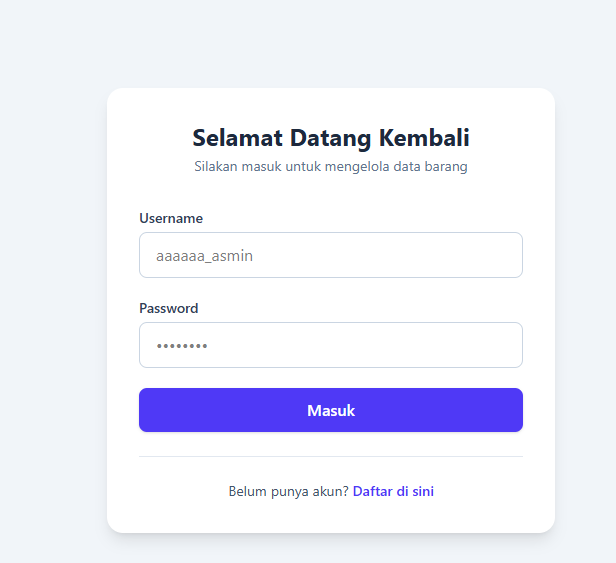 Selamat Datang Kembali
Silakan masuk untuk mengelola data barang
Username
aaaaaa_asmin
Password
••••••••
Masuk
Belum punya akun? Daftar di sini